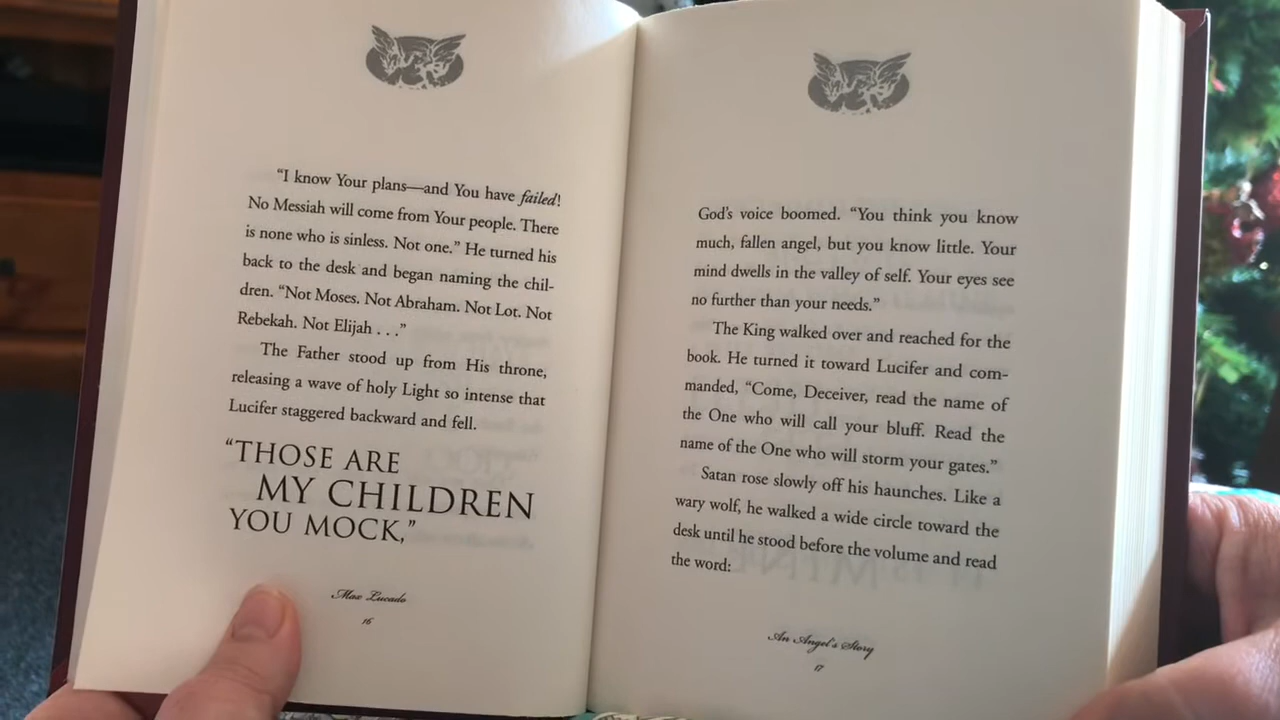 “I know Your plans—and You have failed!
No Messiah will come from Your people. There
is none who is sinless. Not one.” He turned his
back to the desk and began naming the chil-
dren. “Not Moses. Not Abraham. Not Lot. Not
Rebekah. Not Elijah . . .”
The Father stood up from His throne,
releasing a wave of holy Light so intense that
Lucifer staggered backward and fell.
“THOSE ARE
MY CHILDREN
YOU MOCK,”
Max Lucado
16
God’s voice boomed. “You think you know
much, fallen angel, but you know little. Your
mind dwells in the valley of self. Your eyes see
no further than your needs.”
The King walked over and reached for the
book. He turned it toward Lucifer and com-
manded, “Come, Deceiver, read the name of
the One who will call your bluff. Read the
name of the One who will storm your gates.”
Satan rose slowly off his haunches. Like a
wary wolf, he walked a wide circle toward the
desk until he stood before the volume and read
the word:
An Angel’s Story
17